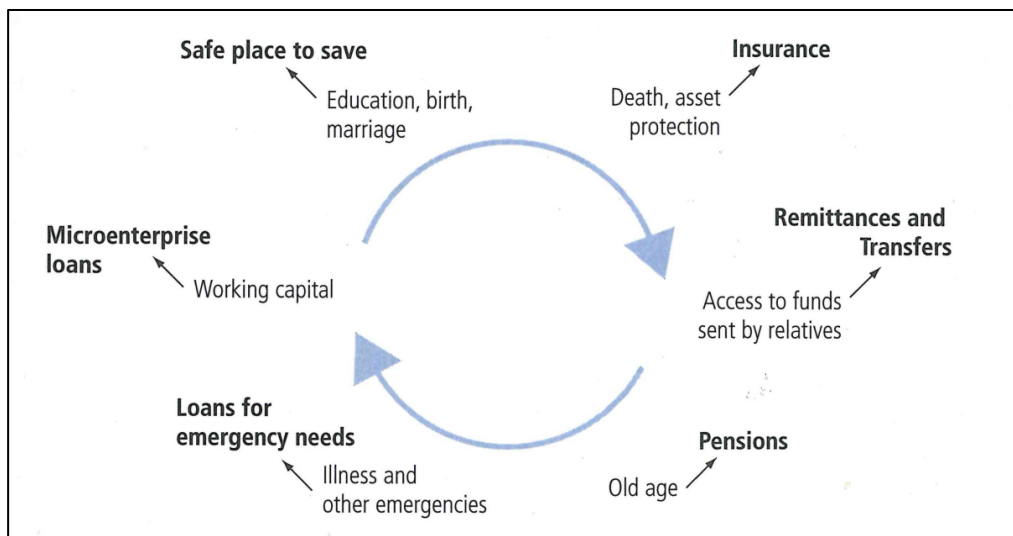 Safe place to save
Education, birth,
marriage
Insurance
Death, asset
protection
Remittances and
Transfers
Access to funds
sent by relatives
Pensions
Old age
Loans for
emergency needs
Illness and
other emergencies
Microenterprise
loans
Working capital